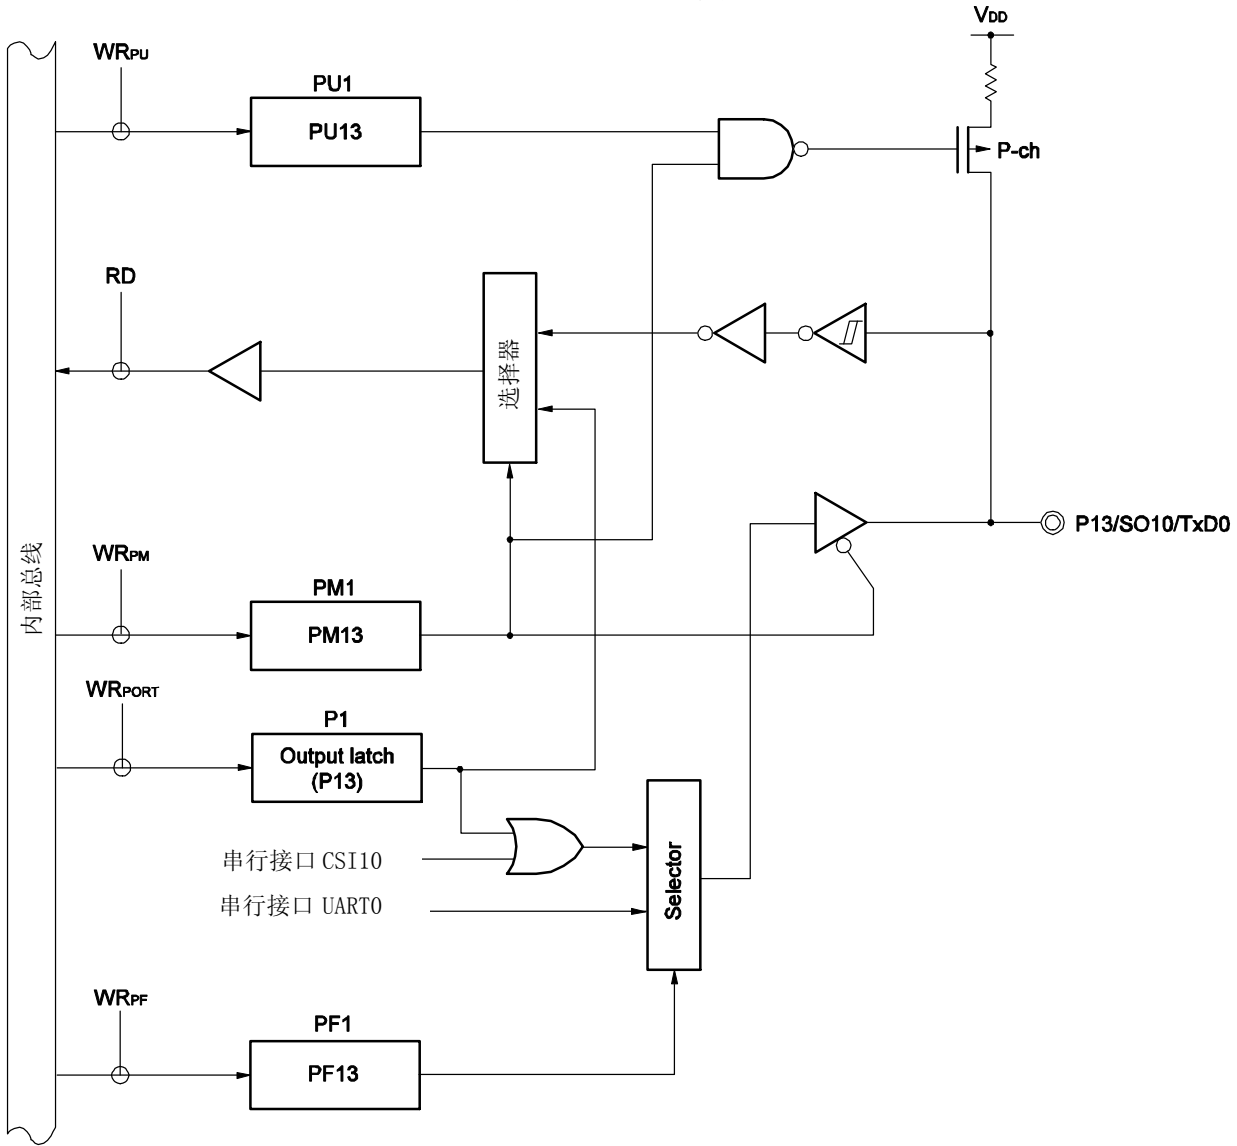 VDD
WRPU
PU1
PU13
P-ch
RD
选择器
内部总线
P13/SO10/TxD0
WRPM
PM1
PM13
WRPORT
P1
Output latch
(P13)
串行接口 CSI10
串行接口 UART0
Selector
WRPF
PF1
PF13